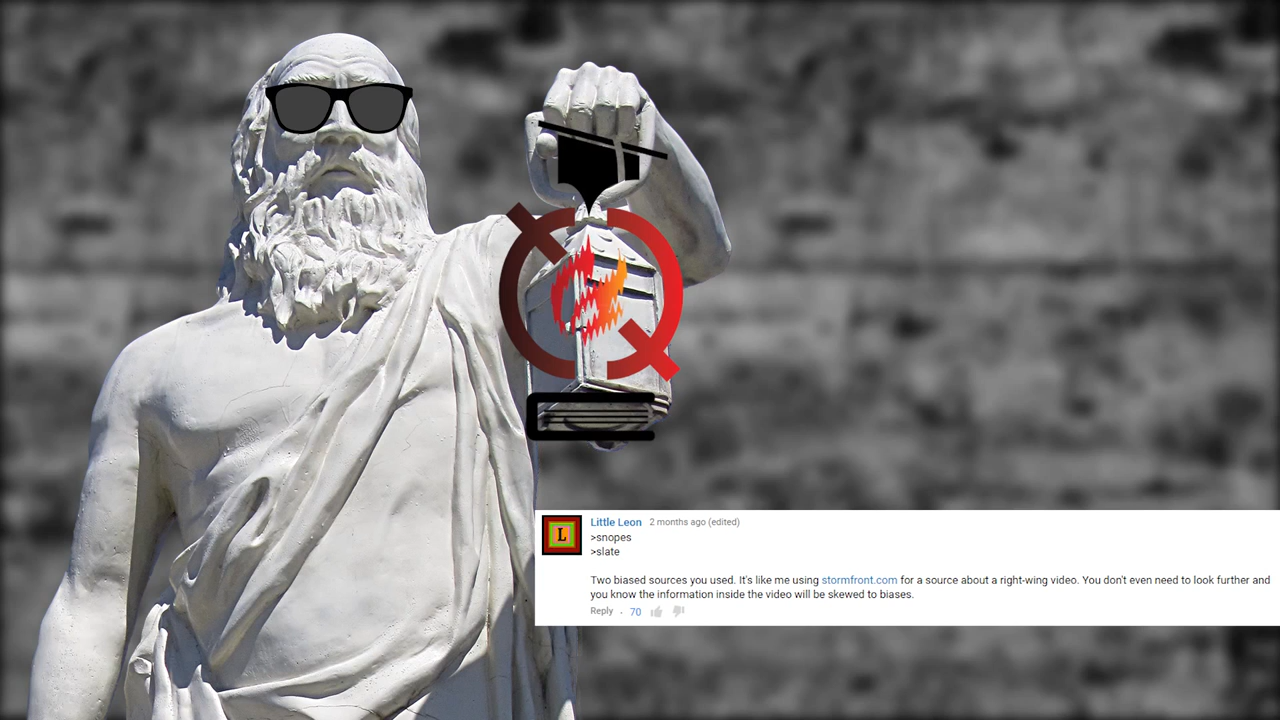 L
Little Leon 2 months ago (edited)
>snopes
>slate
Two biased sources you used. It's like me using stormfront.com for a source about a right-wing video. You don't even need to look further and
you know the information inside the video will be skewed to biases.
Reply · 70